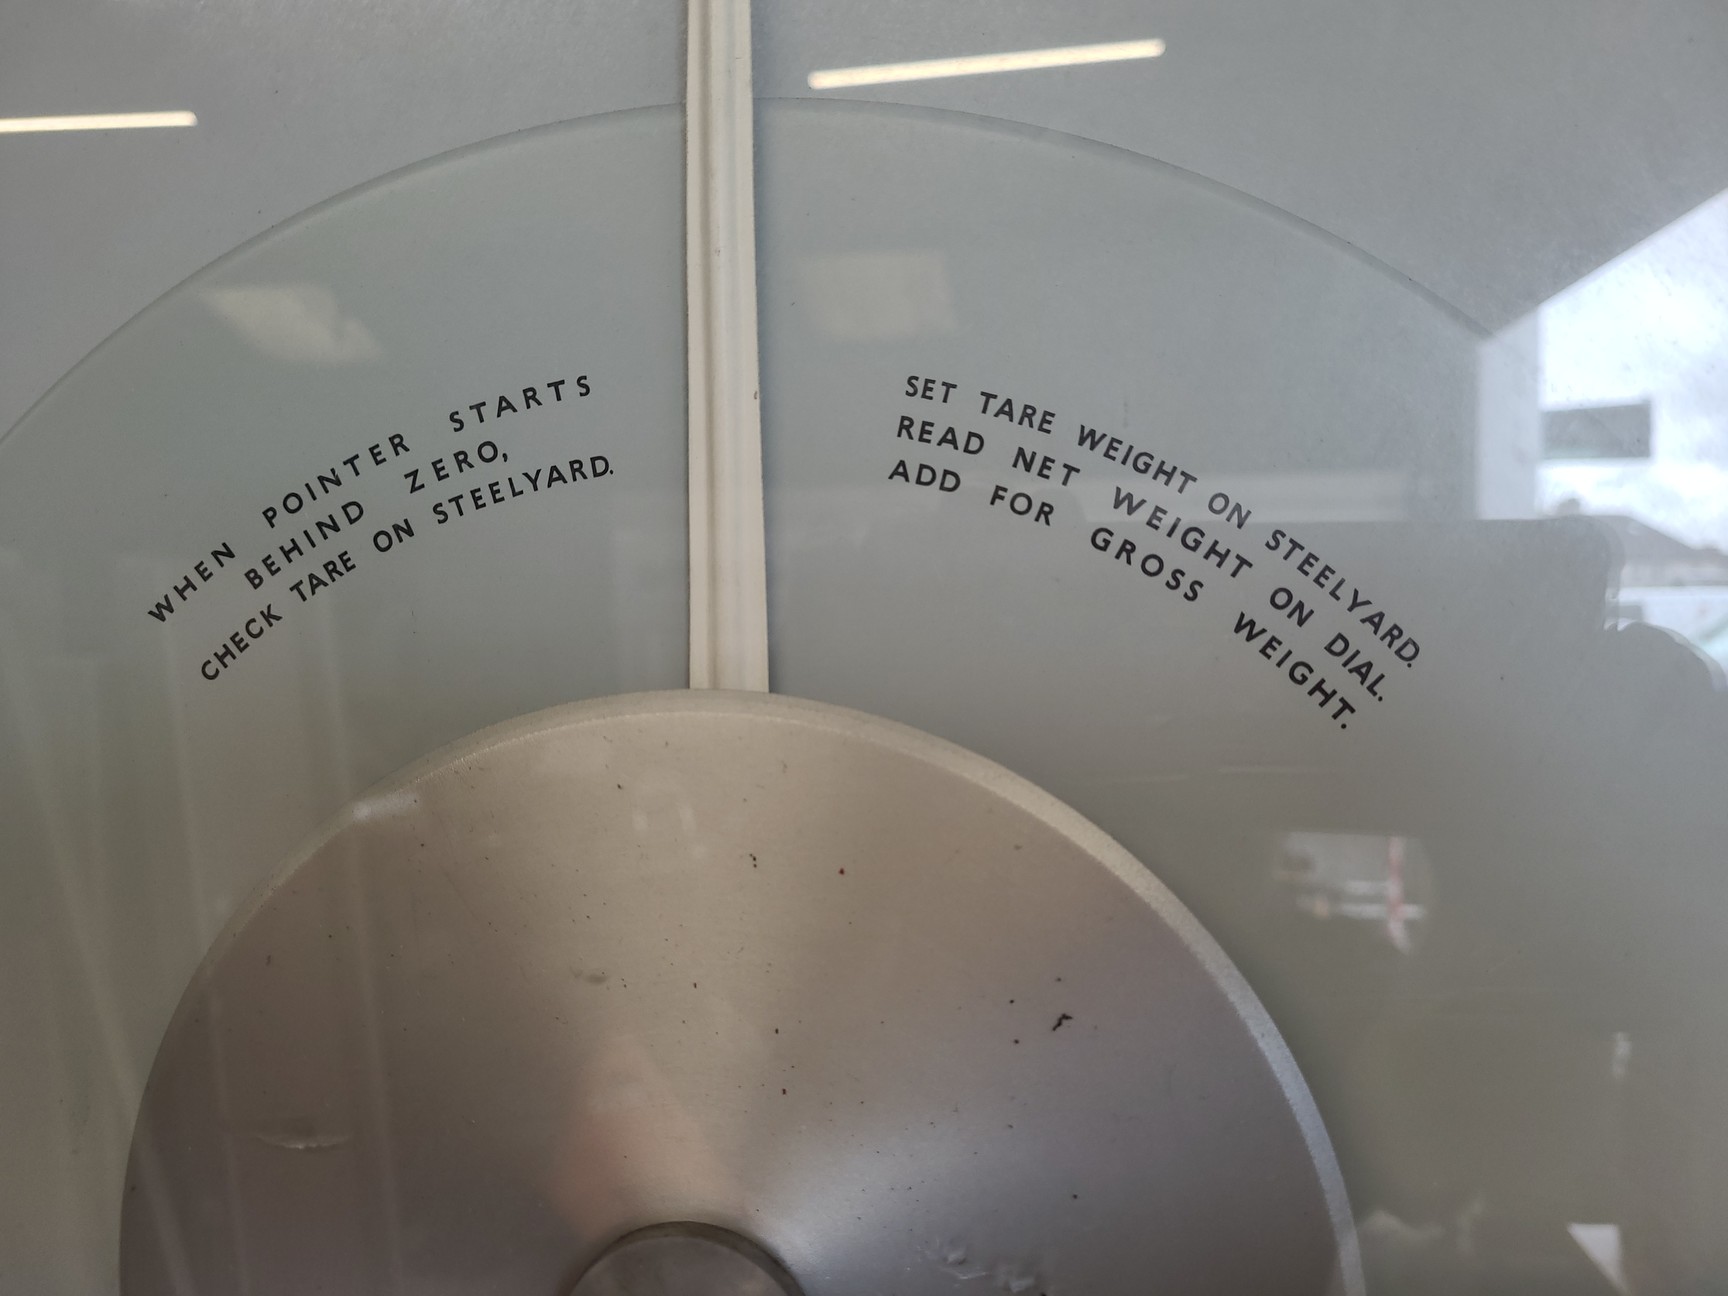 WHEN POINTER STARTS
BEHIND ZERO,
CHECK TARE ON STEELYARD.
SET TARE WEIGHT ON STEELYARD.
READ NET WEIGHT ON DIAL.
ADD FOR GROSS WEIGHT.